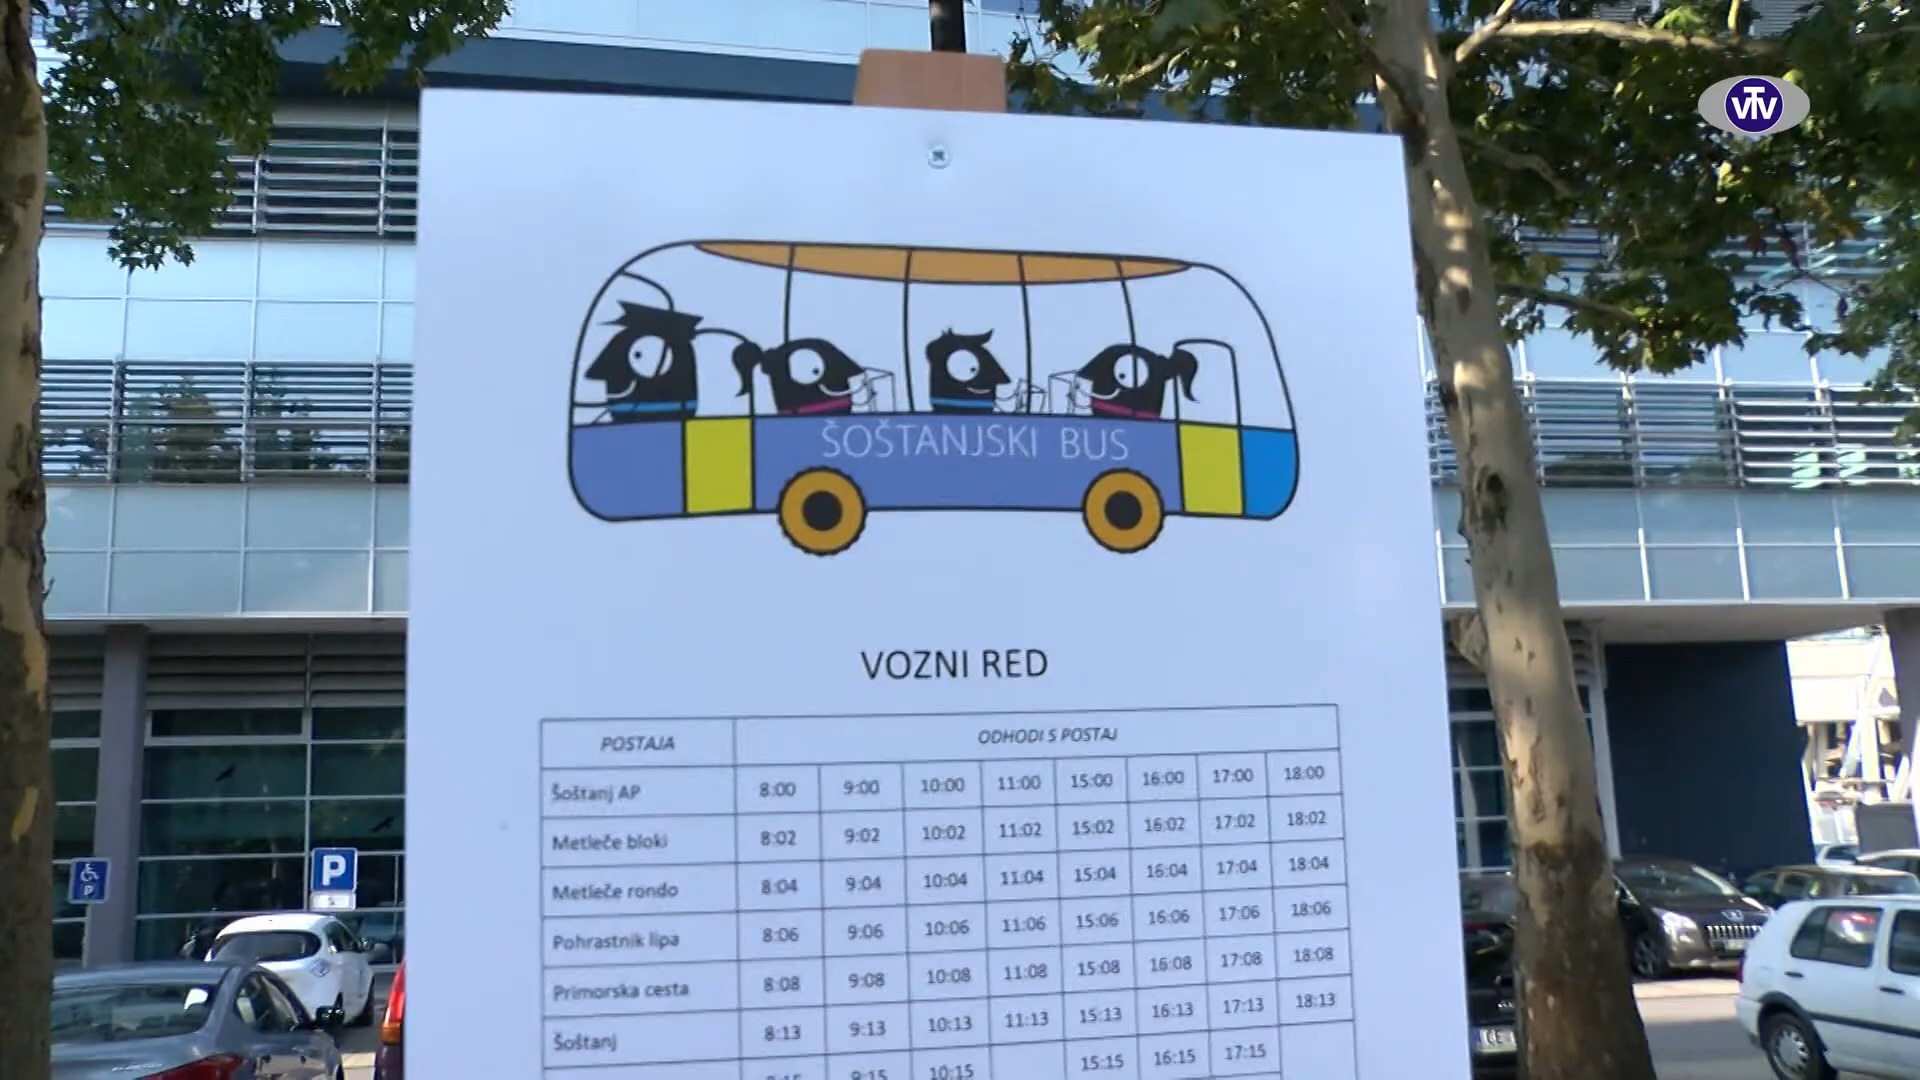 VTV
ŠOŠTANJSKI BUS
VOZNI RED
POSTAJA ODHODI S POSTAJ
Šoštanj AP 8:00 9:00 10:00 11:00 15:00 16:00 17:00 18:00
Metleče bloki 8:02 9:02 10:02 11:02 15:02 16:02 17:02 18:02
Metleče rondo 8:04 9:04 10:04 11:04 15:04 16:04 17:04 18:04
Pohrastnik lipa 8:06 9:06 10:06 11:06 15:06 16:06 17:06 18:06
Primorska cesta 8:08 9:08 10:08 11:08 15:08 16:08 17:08 18:08
Šoštanj 8:13 9:13 10:13 11:13 15:13 16:13 17:13 18:13
8:15 9:15 10:15 15:15 16:15 17:15
P
P
CE